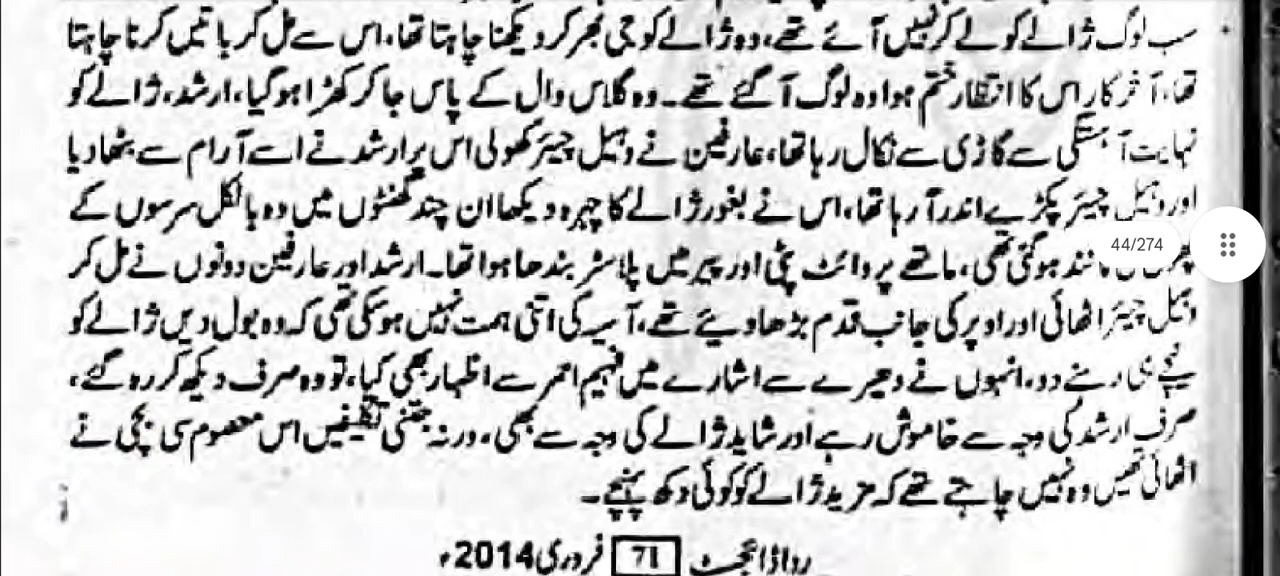 سب لوگ ژالے کو لے کر نہیں آئے تھے، وہ ژالے کو جی بھر کر دیکھنا چاہتا تھا، اس سے مل کر باتیں کرنا چاہتا
تھا، آخر کار اس کا انتظار ختم ہوا وہ لوگ آ گئے تھے۔ وہ گلاس وال کے پاس جا کر کھڑا ہو گیا، ارشد، ژالے کو
نہایت آہستگی سے گاڑی سے نکال رہا تھا، عارفین نے وہیل چیئر کھولی اس پر ارشد نے اسے آرام سے بٹھا دیا
اور وہیل چیئر پکڑے اندر آ رہا تھا، اس نے بغور ژالے کا چہرہ دیکھا ان چند گھنٹوں میں وہ بالکل سرسوں کے
مانند ہو گئی تھی، ماتھے پر وائٹ پٹی اور پیر میں پلاسٹر بندھا ہوا تھا۔ ارشد اور عارفین دونوں نے مل کر
وہیل چیئر اٹھائی اور اوپر کی جانب قدم بڑھا دیئے تھے، آسیہ کی اتنی ہمت نہیں ہو سکی تھی کہ وہ بول دیں ژالے کو
نیچے ہی رہنے دو، انہوں نے دھیرے سے اشارے میں فہیم احمر سے اظہار بھی کیا، تو وہ صرف دیکھ کر رہ گئے،
صرف ارشد کی وجہ سے خاموش رہے اور شاید ژالے کی وجہ سے بھی، ورنہ جتنی تکلیفیں اس معصوم سی بچی نے
اٹھائی تھیں وہ نہیں چاہتے تھے کہ مزید ژالے کو کوئی دکھ پہنچے۔
ردا ڈائجسٹ 71 فروری 2014ء
44/274